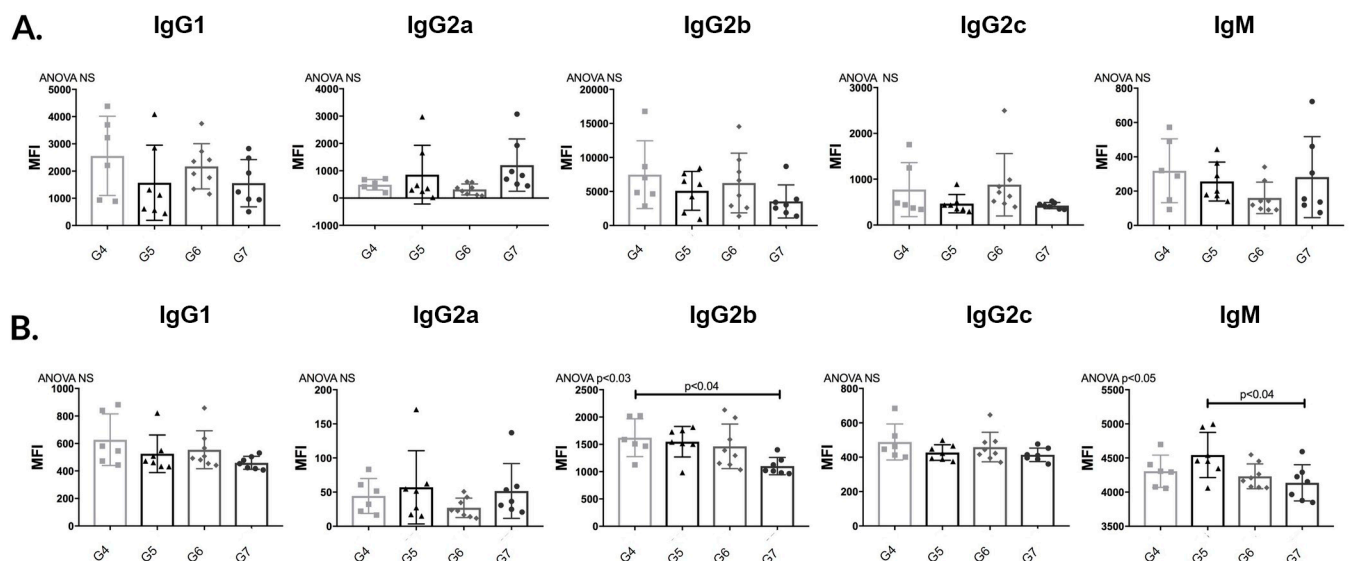 A.
IgG1 IgG2a IgG2b IgG2c IgM
ANOVA NS ANOVA NS ANOVA NS ANOVA NS ANOVA NS
MFI MFI MFI MFI MFI
5000
4000
3000
2000
1000
0
G4 G5 G6 G7
4000
3000
2000
1000
0
-1000
G4 G5 G6 G7
20000
15000
10000
5000
0
G4 G5 G6 G7
3000
2000
1000
0
G4 G5 G6 G7
800
600
400
200
0
G4 G5 G6 G7
B.
IgG1 IgG2a IgG2b IgG2c IgM
ANOVA NS ANOVA NS ANOVA p<0.03 ANOVA NS ANOVA p<0.05
MFI MFI MFI MFI MFI
1000
800
600
400
200
0
G4 G5 G6 G7
200
150
100
50
0
G4 G5 G6 G7
p<0.04
2500
2000
1500
1000
500
0
G4 G5 G6 G7
800
600
400
200
0
G4 G5 G6 G7
p<0.04
5500
5000
4500
4000
3500
G4 G5 G6 G7